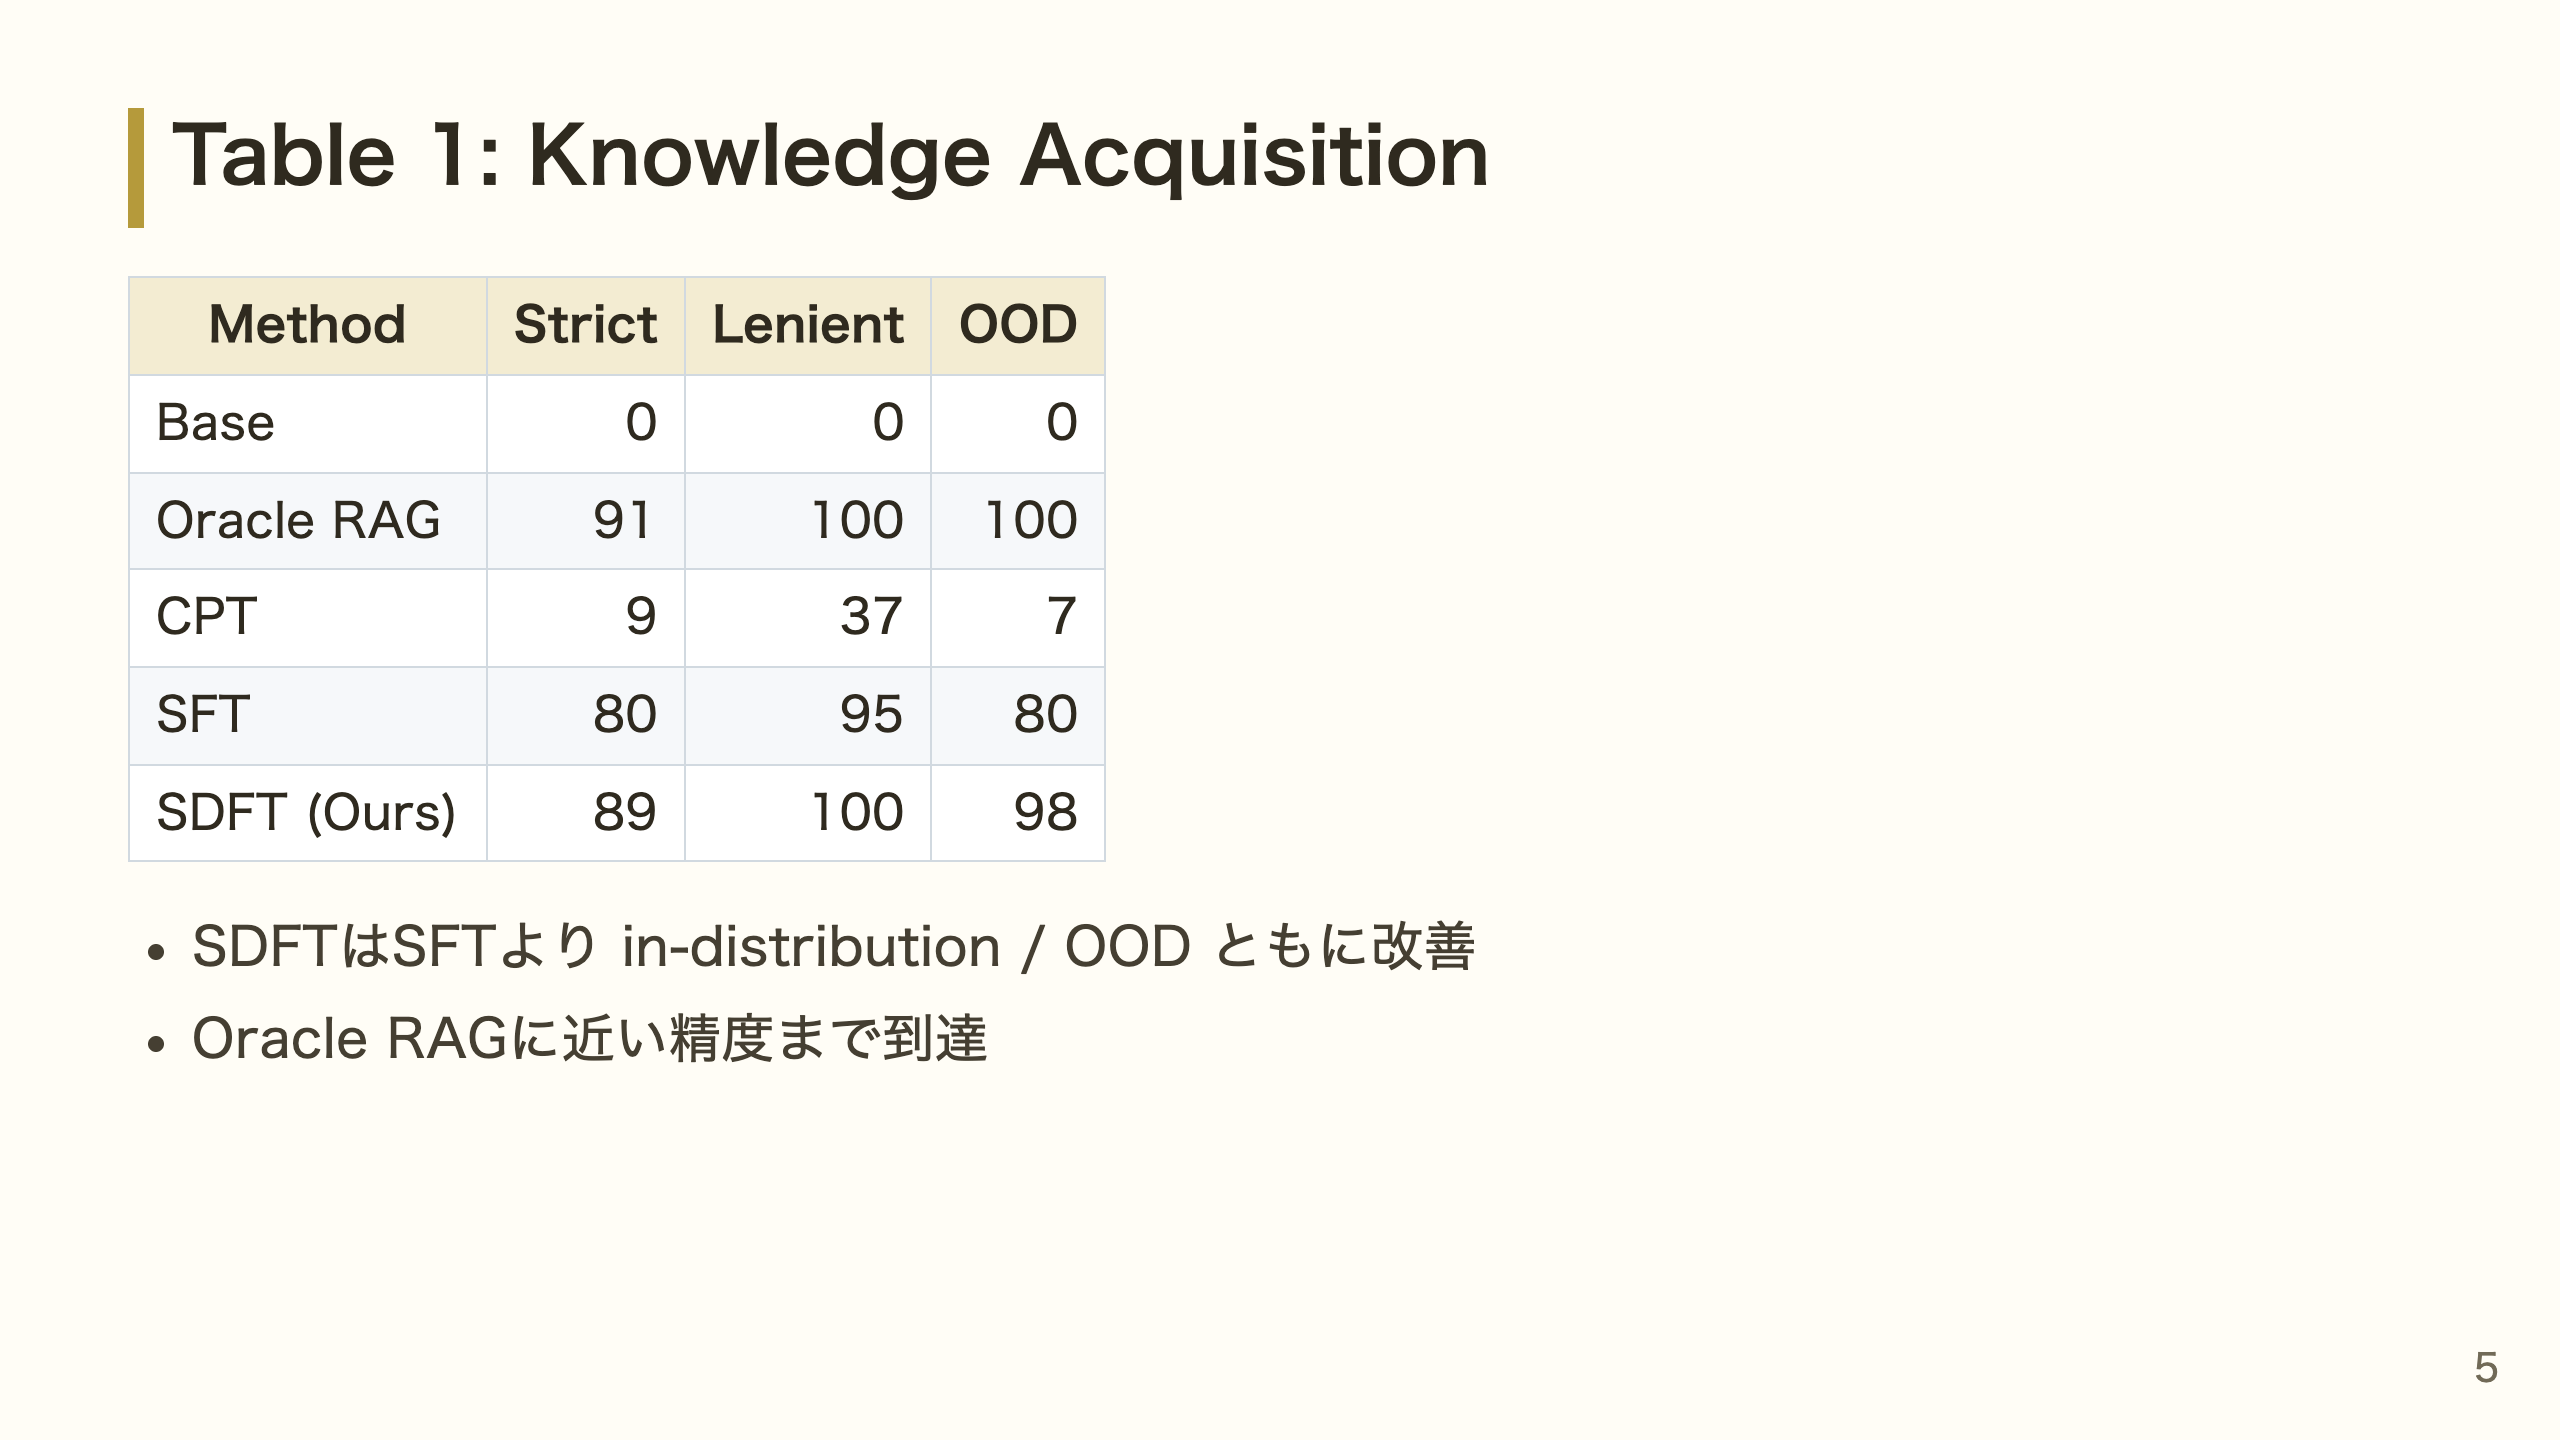 Table 1: Knowledge Acquisition
Method Strict Lenient OOD
Base 0 0 0
Oracle RAG 91 100 100
CPT 9 37 7
SFT 80 95 80
SDFT (Ours) 89 100 98
• SDFTはSFTより in-distribution / OOD ともに改善
• Oracle RAGに近い精度まで到達
5